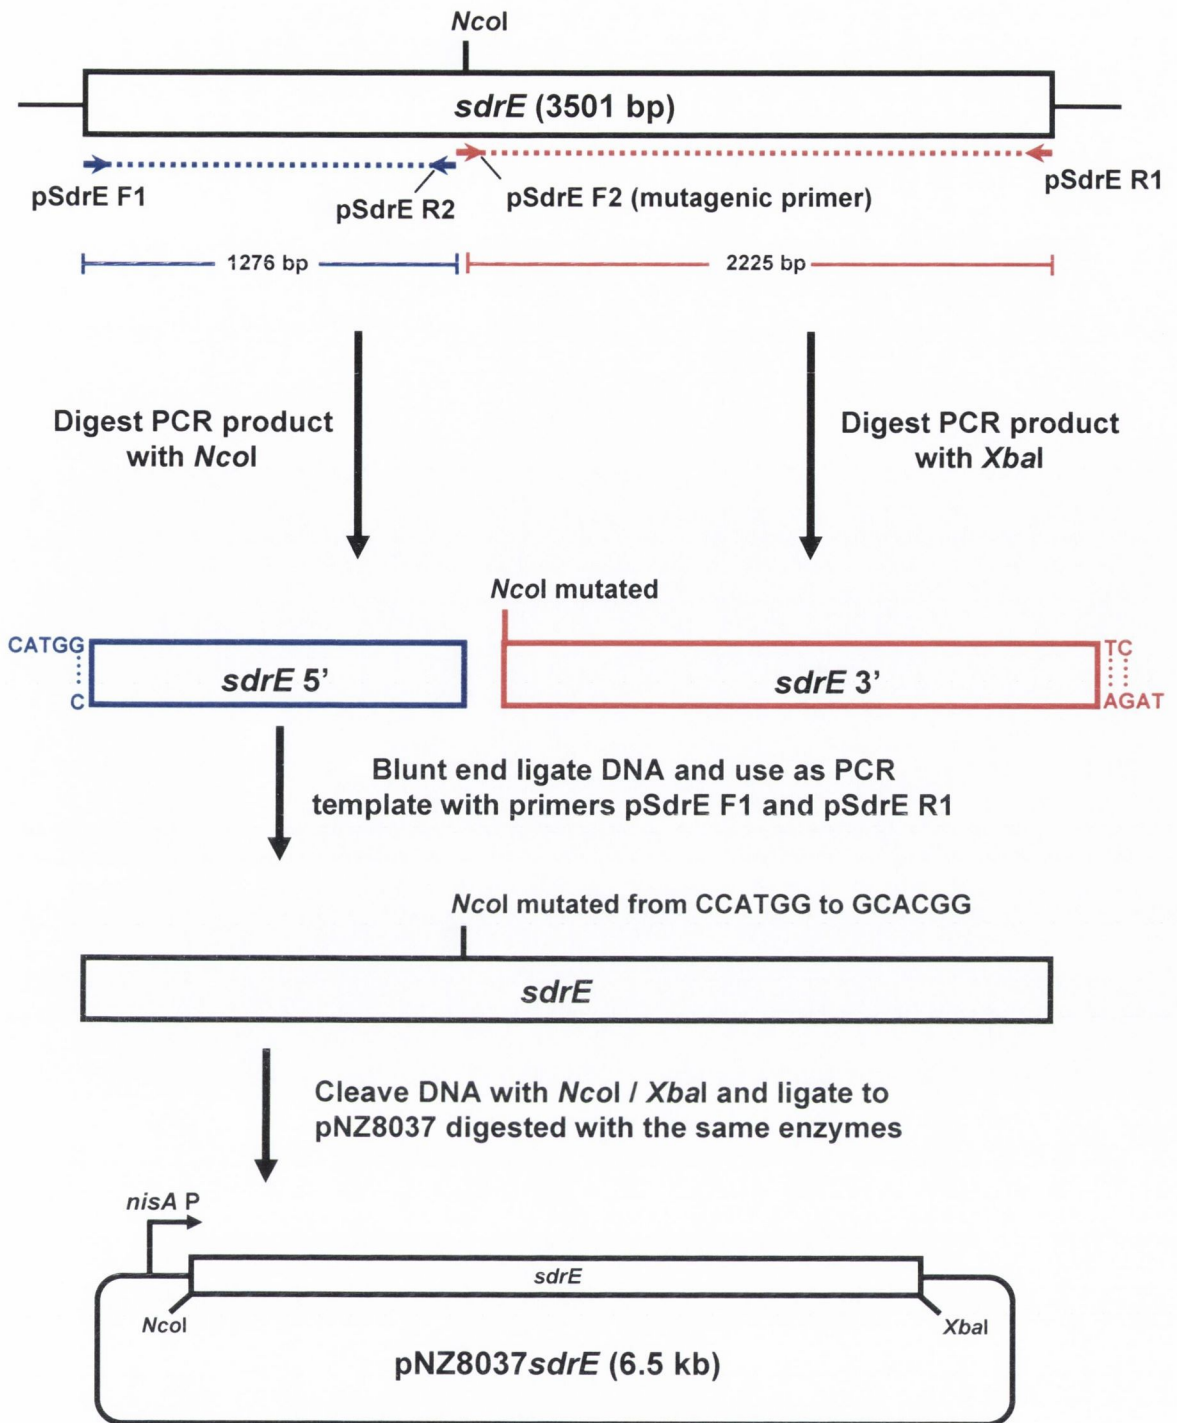 NcoI
sdrE (3501 bp)
pSdrE F1
pSdrE R2
pSdrE F2 (mutagenic primer)
pSdrE R1
1276 bp
2225 bp
Digest PCR product
with NcoI
Digest PCR product
with XbaI
NcoI mutated
CATGG
C
sdrE 5’
sdrE 3’
TC
AGAT
Blunt end ligate DNA and use as PCR
template with primers pSdrE F1 and pSdrE R1
NcoI mutated from CCATGG to GCACGG
sdrE
Cleave DNA with NcoI / XbaI and ligate to
pNZ8037 digested with the same enzymes
nisA P
sdrE
NcoI
XbaI
pNZ8037sdrE (6.5 kb)